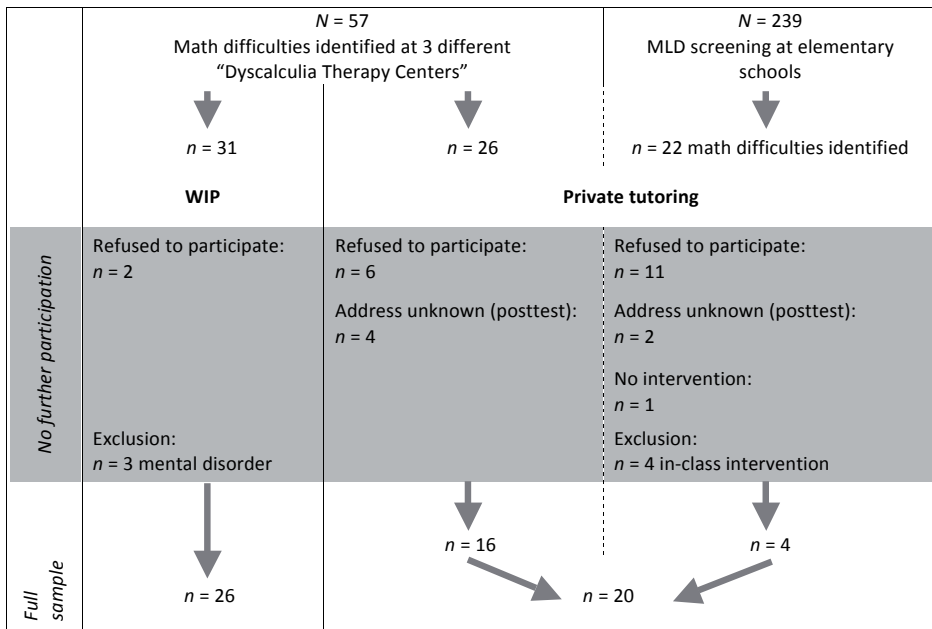 N = 57
Math difficulties identified at 3 different
“Dyscalculia Therapy Centers”
N = 239
MLD screening at elementary
schools
n = 31
n = 26
n = 22 math difficulties identified
WIP
Private tutoring
No further participation
Refused to participate:
n = 2
Exclusion:
n = 3 mental disorder
Refused to participate:
n = 6
Address unknown (posttest):
n = 4
Refused to participate:
n = 11
Address unknown (posttest):
n = 2
No intervention:
n = 1
Exclusion:
n = 4 in-class intervention
n = 16
n = 4
Full
sample
n = 26
n = 20